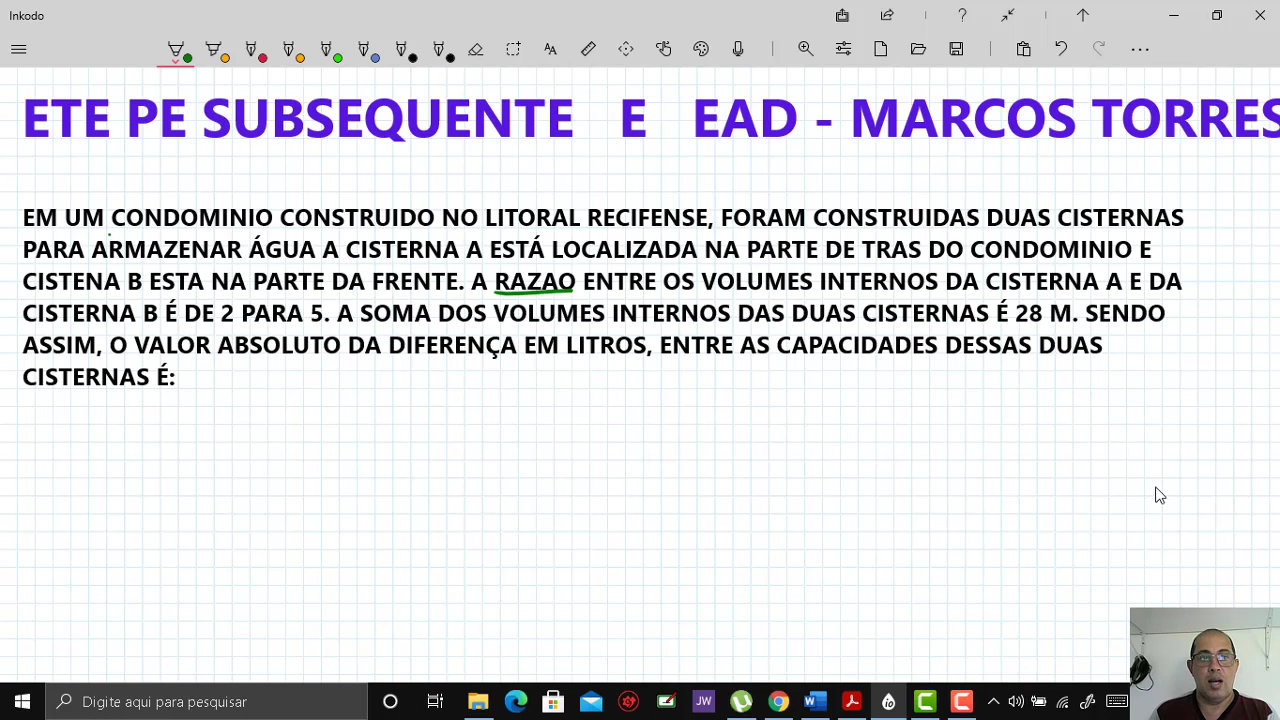 Inkodo
ETE PE SUBSEQUENTE E EAD - MARCOS TORRES
EM UM CONDOMINIO CONSTRUIDO NO LITORAL RECIFENSE, FORAM CONSTRUIDAS DUAS CISTERNAS
PARA ARMAZENAR ÁGUA A CISTERNA A ESTÁ LOCALIZADA NA PARTE DE TRAS DO CONDOMINIO E
CISTENA B ESTA NA PARTE DA FRENTE. A RAZAO ENTRE OS VOLUMES INTERNOS DA CISTERNA A E DA
CISTERNA B É DE 2 PARA 5. A SOMA DOS VOLUMES INTERNOS DAS DUAS CISTERNAS É 28 M. SENDO
ASSIM, O VALOR ABSOLUTO DA DIFERENÇA EM LITROS, ENTRE AS CAPACIDADES DESSAS DUAS
CISTERNAS É:
Digite aqui para pesquisar
JW